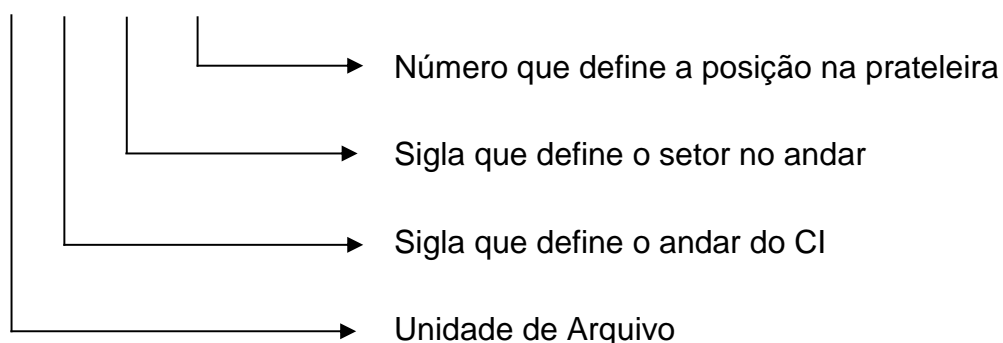 Número que define a posição na prateleira
Sigla que define o setor no andar
Sigla que define o andar do CI
Unidade de Arquivo